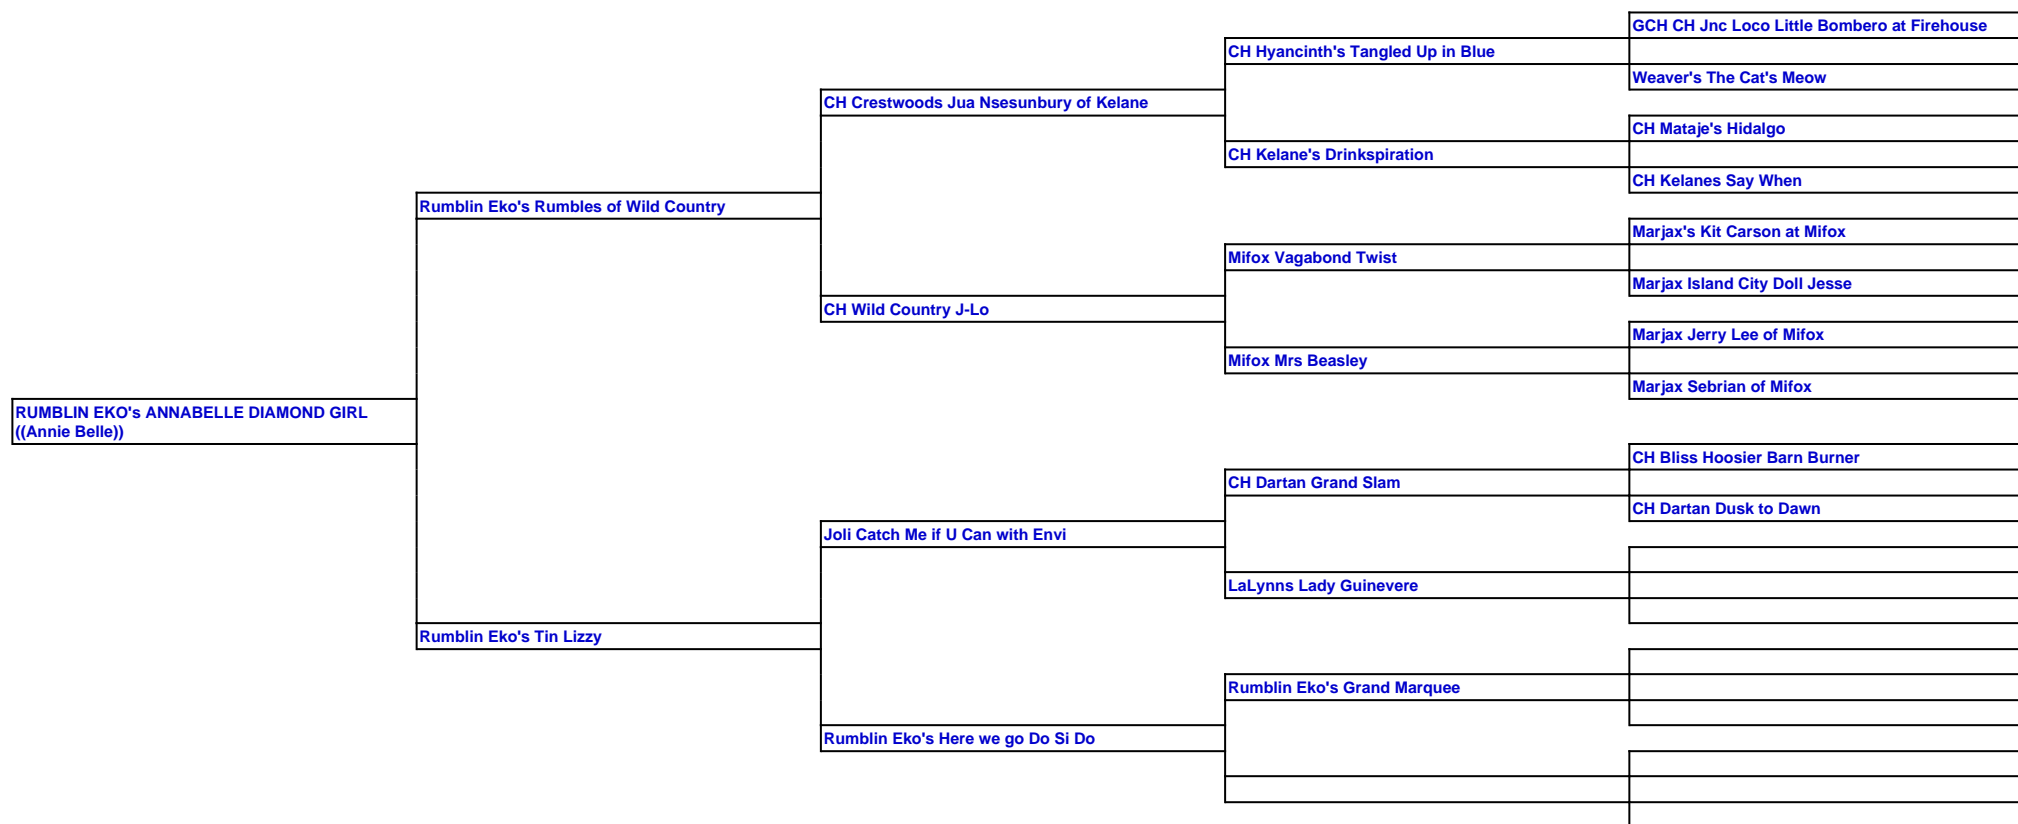 GCH CH Jnc Loco Little Bombero at Firehouse
CH Hyancinth's Tangled Up in Blue
Weaver's The Cat's Meow
CH Crestwoods Jua Nsesunbury of Kelane
CH Mataje's Hidalgo
CH Kelane's Drinkspiration
CH Kelanes Say When
Rumblin Eko's Rumbles of Wild Country
Marjax's Kit Carson at Mifox
Mifox Vagabond Twist
Marjax Island City Doll Jesse
CH Wild Country J-Lo
Marjax Jerry Lee of Mifox
Mifox Mrs Beasley
Marjax Sebrian of Mifox
RUMBLIN EKO's ANNABELLE DIAMOND GIRL
((Annie Belle))
CH Bliss Hoosier Barn Burner
CH Dartan Grand Slam
CH Dartan Dusk to Dawn
Joli Catch Me if U Can with Envi
LaLynns Lady Guinevere
Rumblin Eko's Tin Lizzy
Rumblin Eko's Grand Marquee
Rumblin Eko's Here we go Do Si Do